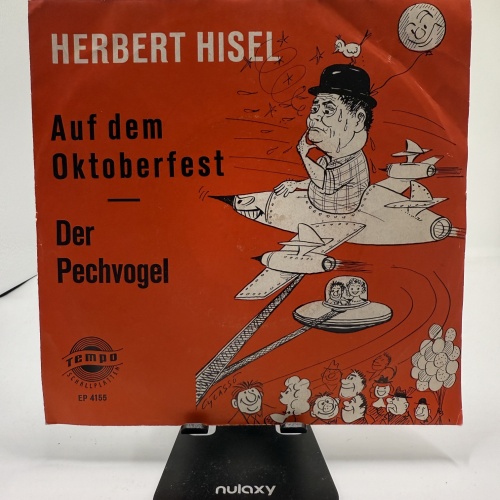 HERBERT HISEL
Auf dem
Oktoberfest
—
Der
Pechvogel
Tempo
SCHALLPLATTEN
EP 4155
nulaxy